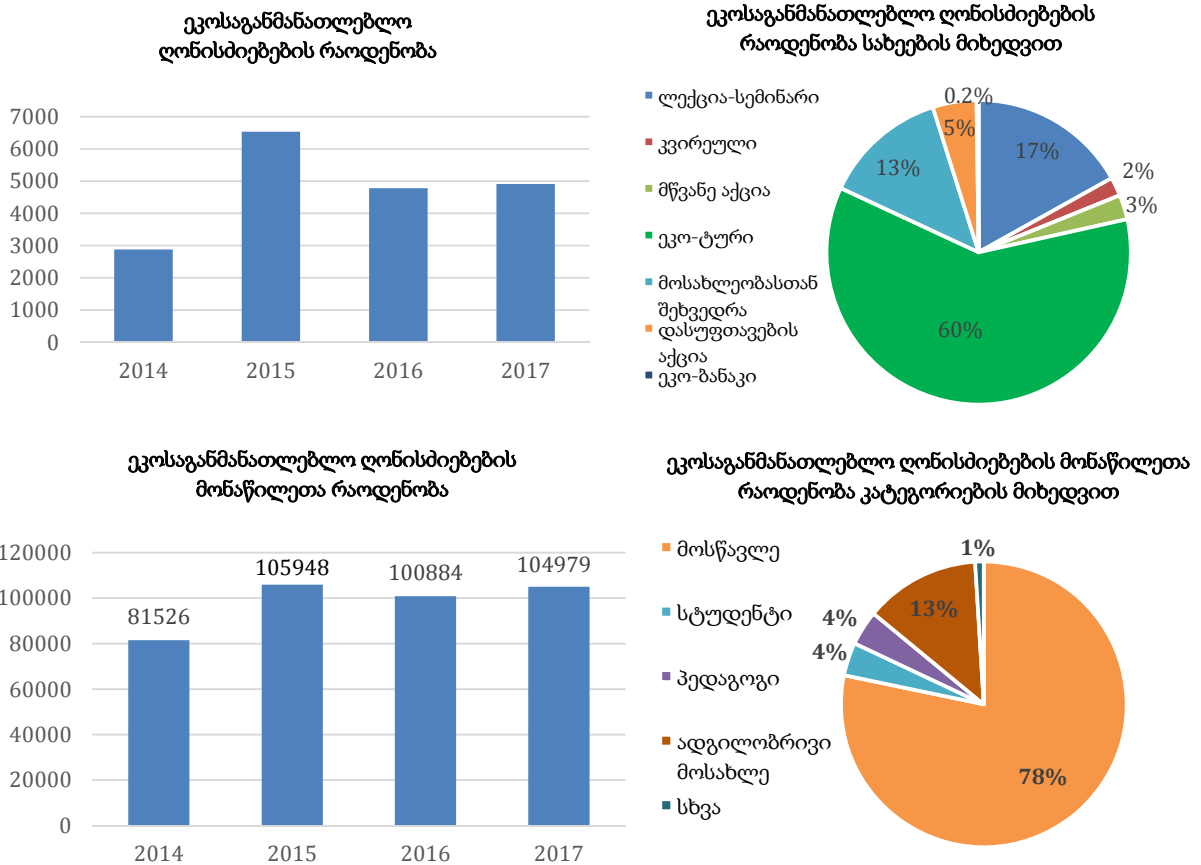 ეკოსაგანმანათლებლო
ღონისძიებების რაოდენობა
7000
6000
5000
4000
3000
2000
1000
0
2014
2015
2016
2017
ეკოსაგანმანათლებლო ღონისძიებების
რაოდენობა სახეების მიხედვით
ლექცია-სემინარი
კვირეული
მწვანე აქცია
ეკო-ტური
მოსახლეობასთან
შეხვედრა
დასუფთავების
აქცია
ეკო-ბანაკი
0.2%
5%
17%
13%
2%
3%
60%
ეკოსაგანმანათლებლო ღონისძიებების
მონაწილეთა რაოდენობა
120000
100000
80000
60000
40000
20000
0
81526
105948
100884
104979
2014
2015
2016
2017
ეკოსაგანმანათლებლო ღონისძიებების მონაწილეთა
რაოდენობა კატეგორიების მიხედვით
მოსწავლე
სტუდენტი
პედაგოგი
ადგილობრივი
მოსახლე
სხვა
1%
13%
4%
4%
78%